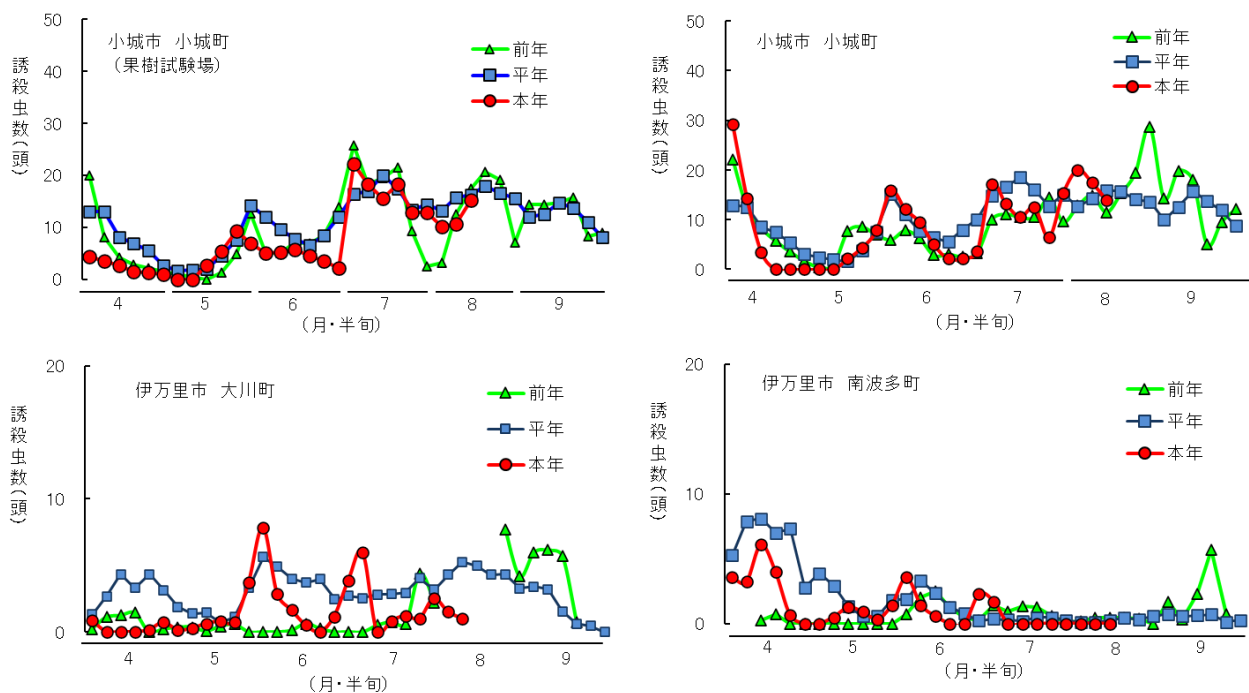 小城市 小城町
(果樹試験場)
前年
平年
本年
誘殺虫数(頭)
50
40
30
20
10
0
4 5 6 7 8 9
(月・半旬)
小城市 小城町
前年
平年
本年
誘殺虫数(頭)
50
40
30
20
10
0
4 5 6 7 8 9
(月・半旬)
伊万里市 大川町
前年
平年
本年
誘殺虫数(頭)
20
10
0
4 5 6 7 8 9
(月・半旬)
伊万里市 南波多町
前年
平年
本年
誘殺虫数(頭)
20
10
0
4 5 6 7 8 9
(月・半旬)